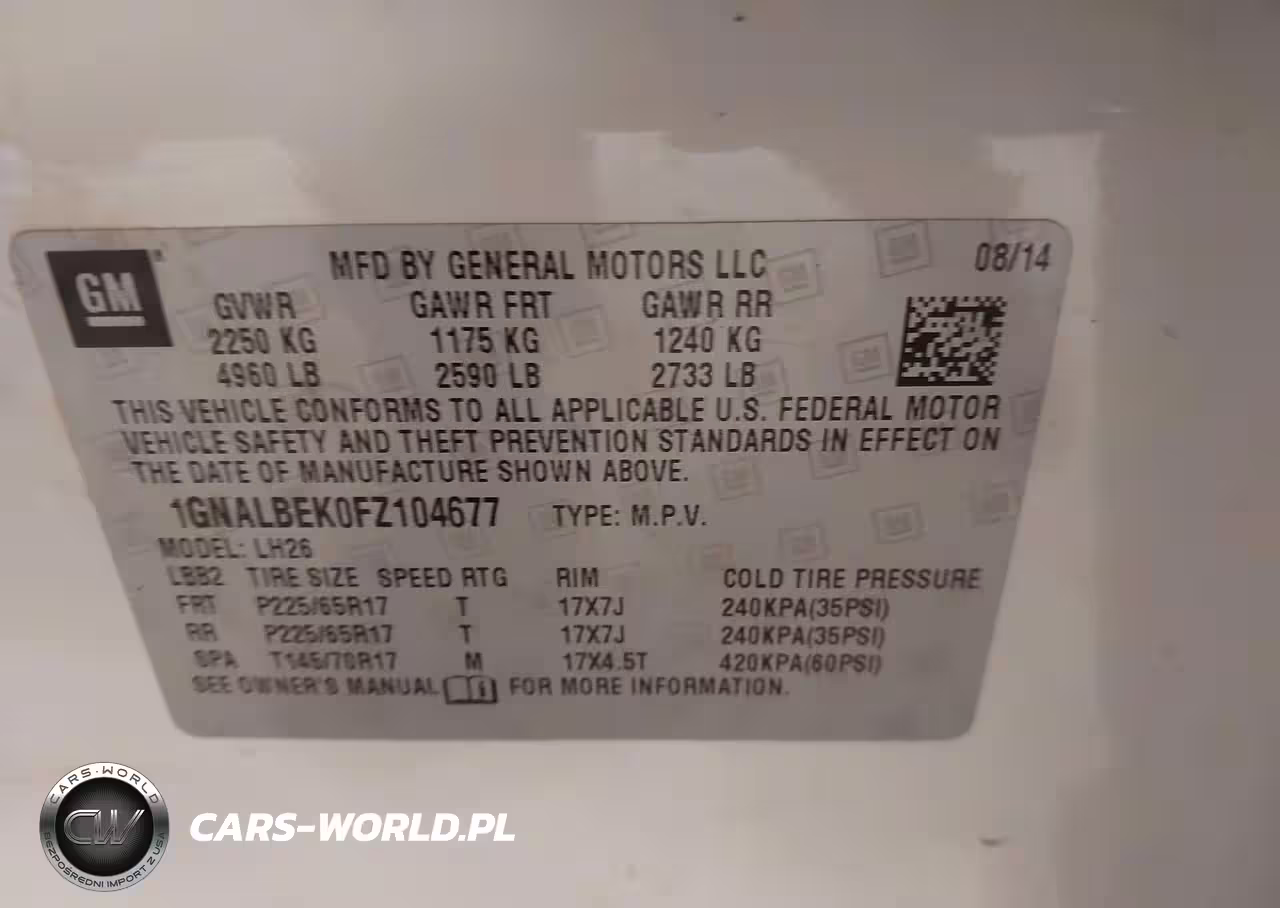 GM
MFD BY GENERAL MOTORS LLC 08/14
GVWR GAWR FRT GAWR RR
2250 KG 1175 KG 1240 KG
4960 LB 2590 LB 2733 LB
THIS VEHICLE CONFORMS TO ALL APPLICABLE U.S. FEDERAL MOTOR
VEHICLE SAFETY AND THEFT PREVENTION STANDARDS IN EFFECT ON
THE DATE OF MANUFACTURE SHOWN ABOVE.
1GNALBEK0FZ104677 TYPE: M.P.V.
MODEL: LH26
LBB2 TIRE SIZE SPEED RTG RIM COLD TIRE PRESSURE
FRT P225/65R17 T 17X7J 240KPA(35PSI)
RR P225/65R17 T 17X7J 240KPA(35PSI)
SPA T145/70R17 M 17X4.5T 420KPA(60PSI)
SEE OWNER'S MANUAL FOR MORE INFORMATION.
CARS-WORLD
CW
BEZPOŚREDNI IMPORT Z USA
CARS-WORLD.PL